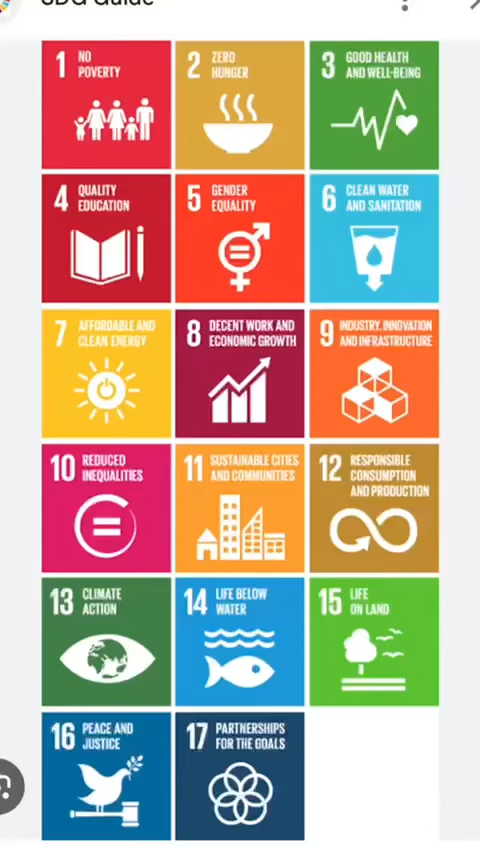 SDG Guide
1 NO
POVERTY
2 ZERO
HUNGER
3 GOOD HEALTH
AND WELL-BEING
4 QUALITY
EDUCATION
5 GENDER
EQUALITY
6 CLEAN WATER
AND SANITATION
7 AFFORDABLE AND
CLEAN ENERGY
8 DECENT WORK AND
ECONOMIC GROWTH
9 INDUSTRY, INNOVATION
AND INFRASTRUCTURE
10 REDUCED
INEQUALITIES
11 SUSTAINABLE CITIES
AND COMMUNITIES
12 RESPONSIBLE
CONSUMPTION
AND PRODUCTION
13 CLIMATE
ACTION
14 LIFE BELOW
WATER
15 LIFE
ON LAND
16 PEACE AND
JUSTICE
17 PARTNERSHIPS
FOR THE GOALS